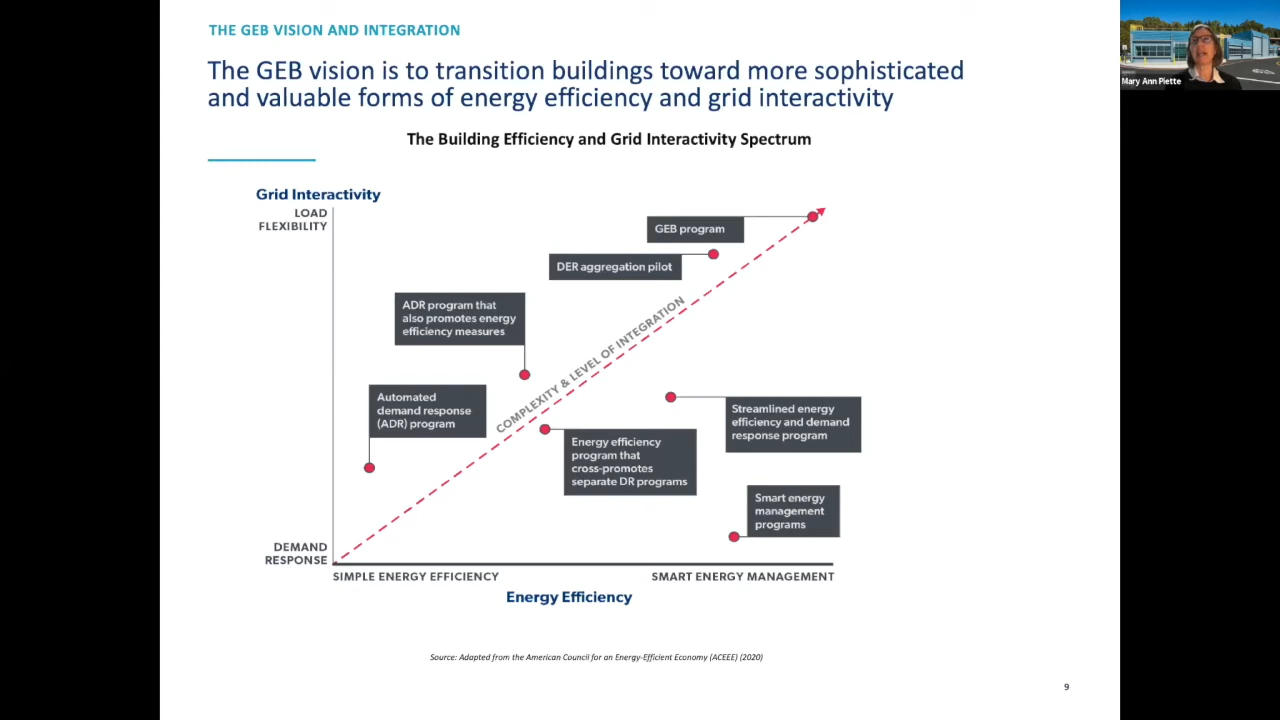 THE GEB VISION AND INTEGRATION
The GEB vision is to transition buildings toward more sophisticated
and valuable forms of energy efficiency and grid interactivity
The Building Efficiency and Grid Interactivity Spectrum
Grid Interactivity
LOAD
FLEXIBILITY
GEB program
DER aggregation pilot
ADR program that
also promotes energy
efficiency measures
COMPLEXITY & LEVEL OF INTEGRATION
Automated
demand response
(ADR) program
Streamlined energy
efficiency and demand
response program
Energy efficiency
program that
cross-promotes
separate DR programs
Smart energy
management
programs
DEMAND
RESPONSE
SIMPLE ENERGY EFFICIENCY
SMART ENERGY MANAGEMENT
Energy Efficiency
Source: Adapted from the American Council for an Energy-Efficient Economy (ACEEE) (2020)
9
Mary Ann Piette